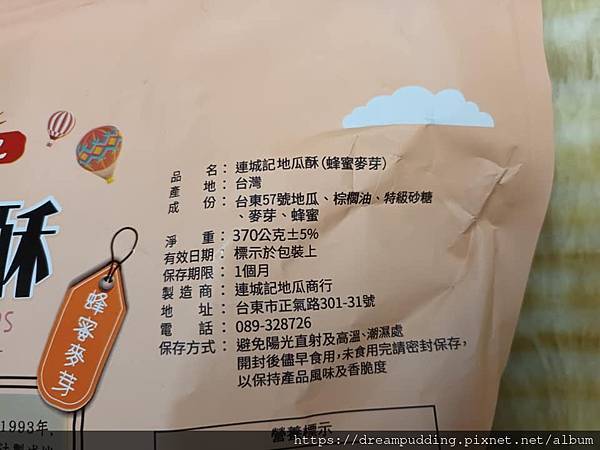 品名：連城記地瓜酥(蜂蜜麥芽)
產地：台灣
成份：台東57號地瓜、棕櫚油、特級砂糖
、麥芽、蜂蜜
淨重：370公克±5%
有效日期：標示於包裝上
保存期限：1個月
製造商：連城記地瓜商行
地址：台東市正氣路301-31號
電話：089-328726
保存方式：避免陽光直射及高溫、潮濕處
開封後儘早食用，未食用完請密封保存，
以保持產品風味及香脆度
酥
蜂蜜麥芽
1993年,
營養標示
https://dreampudding.pixnet.net/album